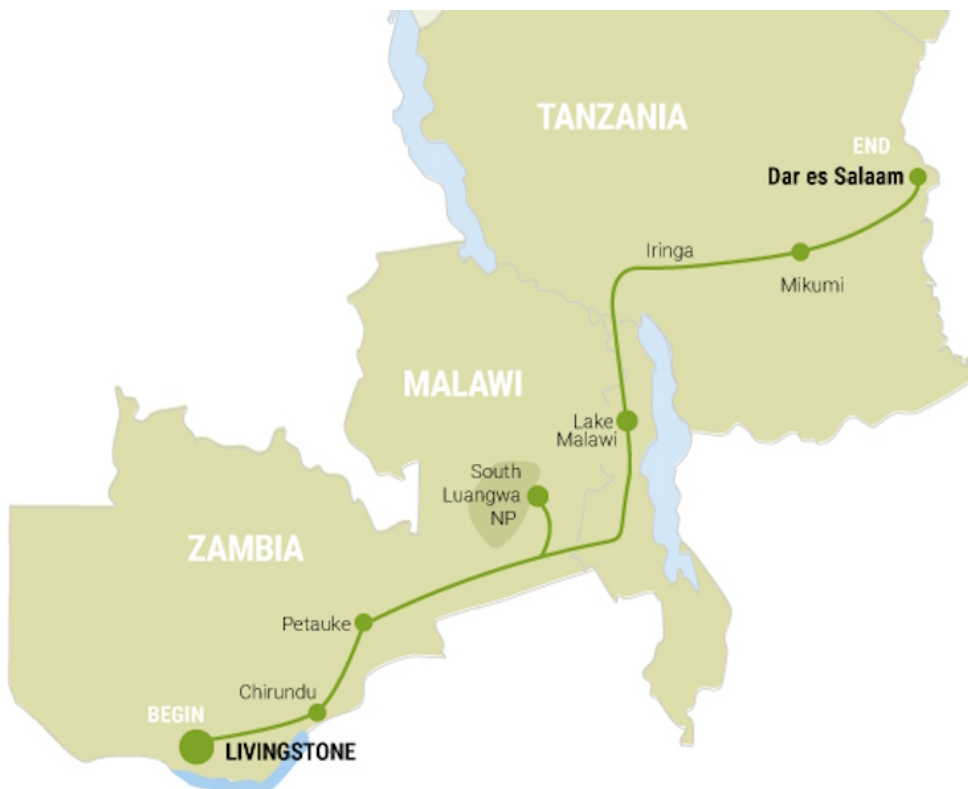 TANZANIA
END
Dar es Salaam
Iringa
Mikumi
MALAWI
Lake
Malawi
South
Luangwa
NP
ZAMBIA
Petauke
Chirundu
BEGIN
LIVINGSTONE